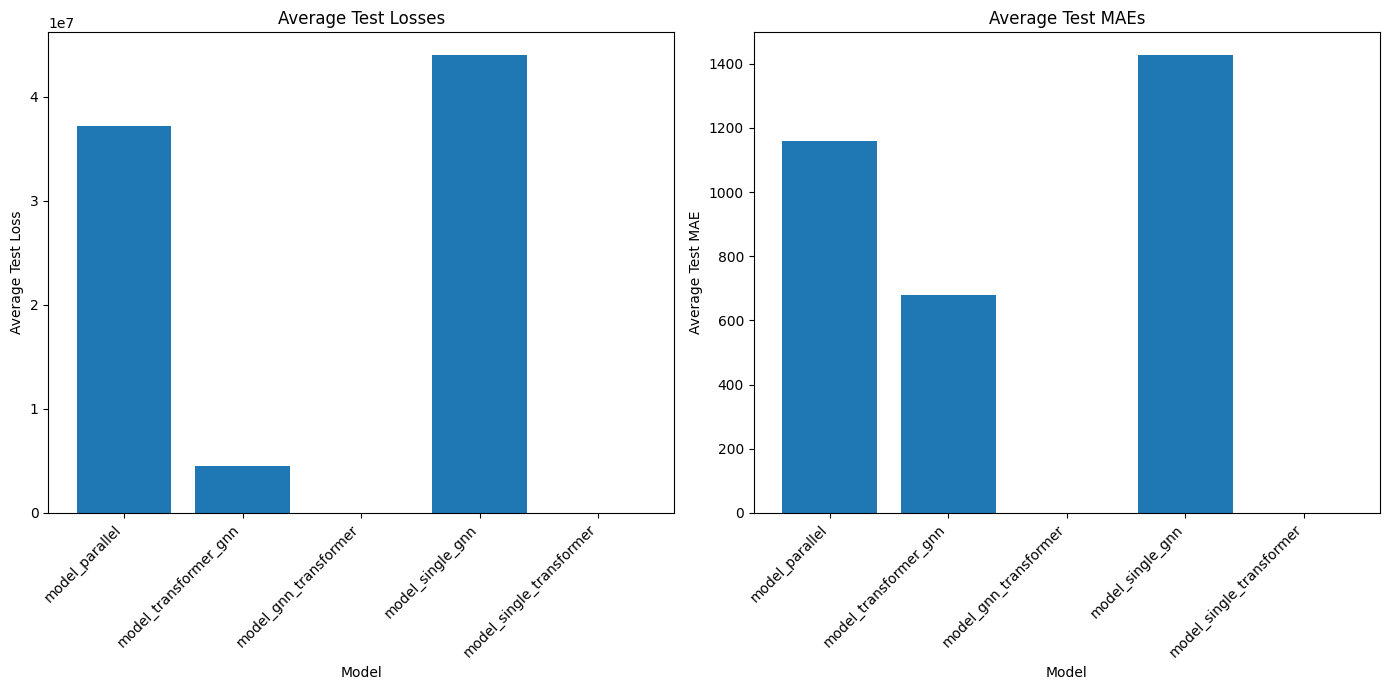 Average Test Losses
1e7
4
3
2
1
0
Average Test Loss
model_parallel
model_transformer_gnn
model_gnn_transformer
model_single_gnn
model_single_transformer
Model
Average Test MAEs
1400
1200
1000
800
600
400
200
0
Average Test MAE
model_parallel
model_transformer_gnn
model_gnn_transformer
model_single_gnn
model_single_transformer
Model